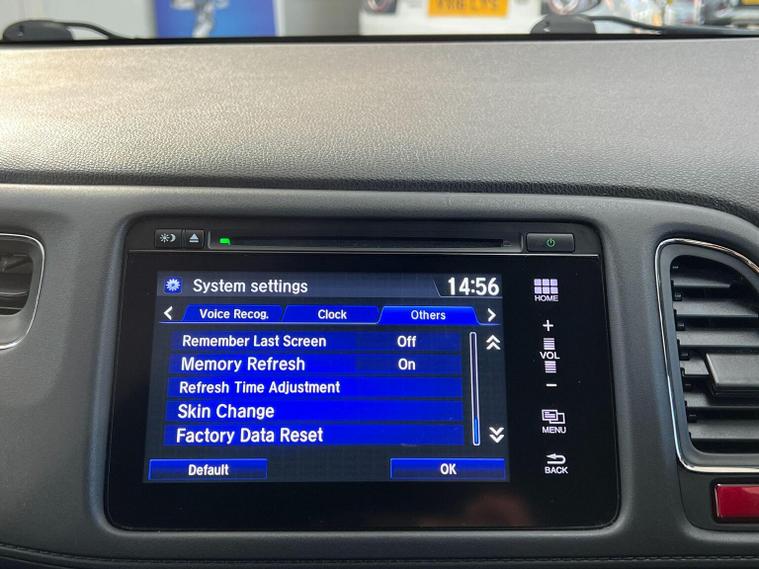 System settings 14:56
Voice Recog. Clock Others
Remember Last Screen Off
Memory Refresh On
Refresh Time Adjustment
Skin Change
Factory Data Reset
Default OK
HOME
+
VOL
−
MENU
BACK